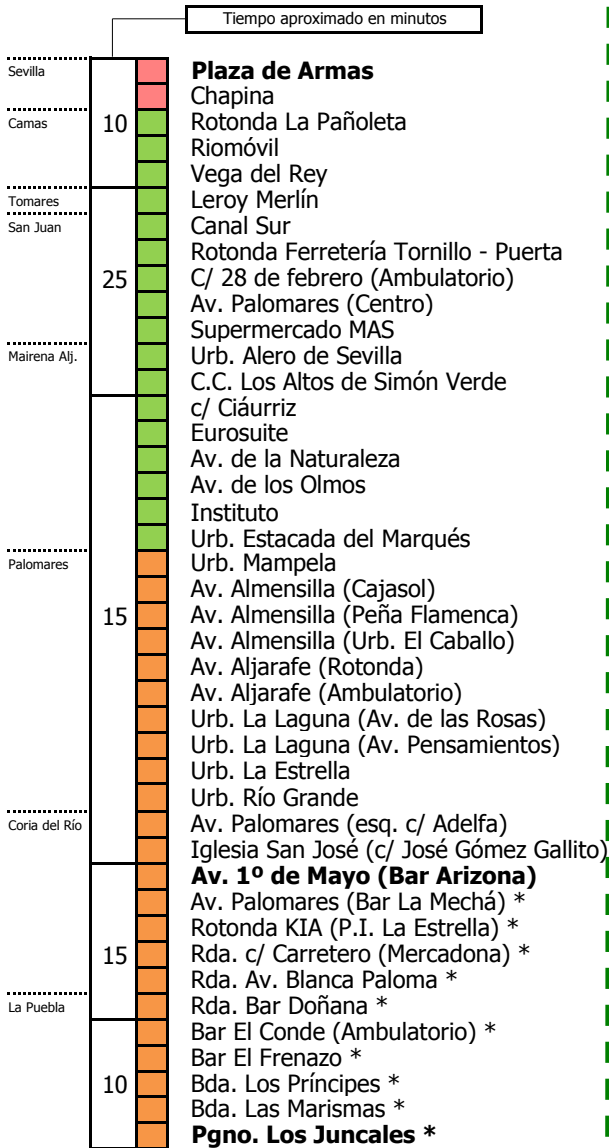 Tiempo aproximado en minutos
Sevilla
Plaza de Armas
Chapina
Camas
10
Rotonda La Pañoleta
Riomóvil
Vega del Rey
Tomares
Leroy Merlín
San Juan
Canal Sur
Rotonda Ferretería Tornillo - Puerta
25
C/ 28 de febrero (Ambulatorio)
Av. Palomares (Centro)
Supermercado MAS
Mairena Alj.
Urb. Alero de Sevilla
C.C. Los Altos de Simón Verde
c/ Ciáurriz
Eurosuite
Av. de la Naturaleza
Av. de los Olmos
Instituto
Urb. Estacada del Marqués
Palomares
Urb. Mampela
Av. Almensilla (Cajasol)
15
Av. Almensilla (Peña Flamenca)
Av. Almensilla (Urb. El Caballo)
Av. Aljarafe (Rotonda)
Av. Aljarafe (Ambulatorio)
Urb. La Laguna (Av. de las Rosas)
Urb. La Laguna (Av. Pensamientos)
Urb. La Estrella
Urb. Río Grande
Coria del Río
Av. Palomares (esq. c/ Adelfa)
Iglesia San José (c/ José Gómez Gallito)
Av. 1º de Mayo (Bar Arizona)
Av. Palomares (Bar La Mechá) *
Rotonda KIA (P.I. La Estrella) *
15
Rda. c/ Carretero (Mercadona) *
Rda. Av. Blanca Paloma *
La Puebla
Rda. Bar Doñana *
Bar El Conde (Ambulatorio) *
Bar El Frenazo *
10
Bda. Los Príncipes *
Bda. Las Marismas *
Pgno. Los Juncales *